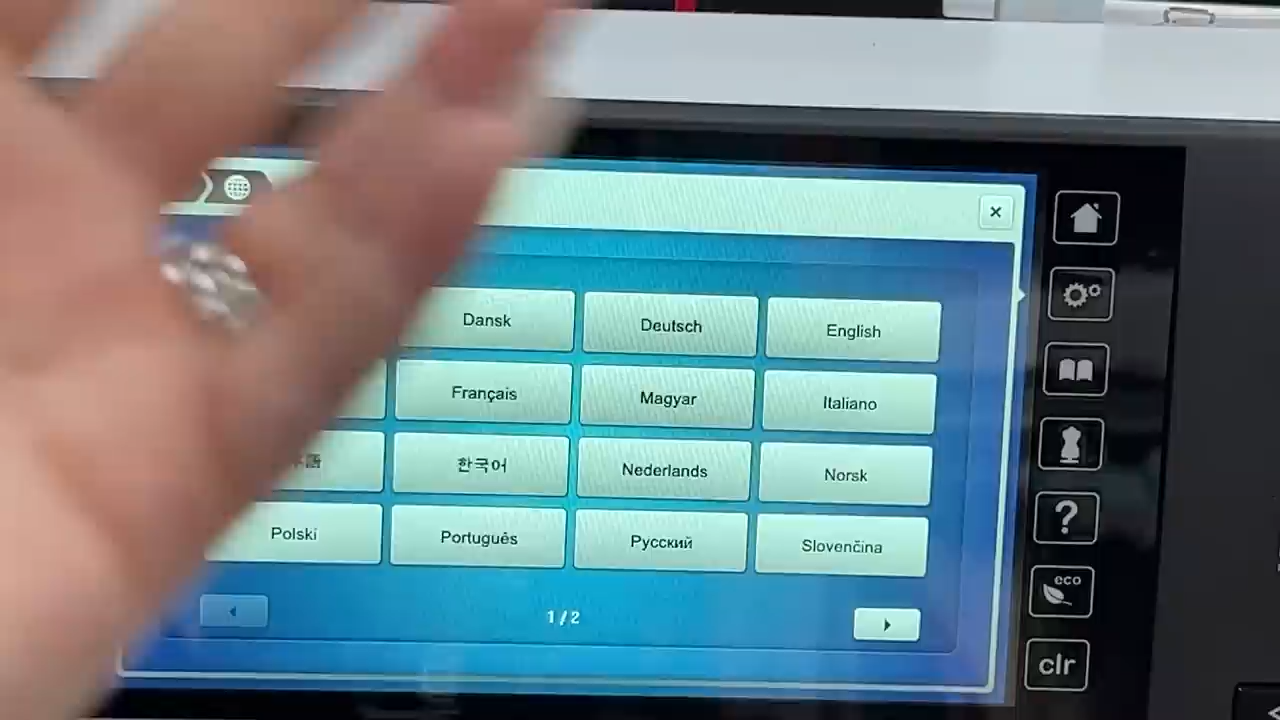 Dansk Deutsch English
Français Magyar Italiano
한국어 Nederlands Norsk
Polski Português Русский Slovenčina
1 / 2
?
eco
clr